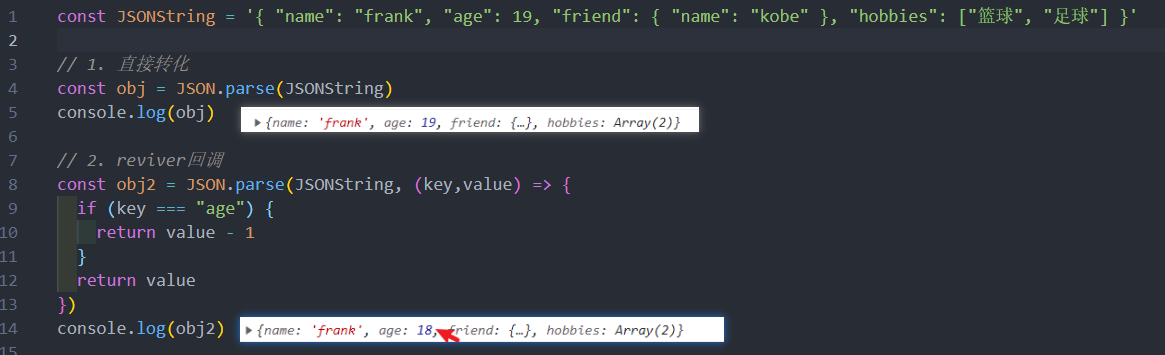 1 const JSONString = '{ "name": "frank", "age": 19, "friend": { "name": "kobe" }, "hobbies": ["篮球", "足球"] }'
2
3 // 1. 直接转化
4 const obj = JSON.parse(JSONString)
5 console.log(obj) ▶{name: 'frank', age: 19, friend: {…}, hobbies: Array(2)}
6
7 // 2. reviver回调
8 const obj2 = JSON.parse(JSONString, (key,value) => {
9 if (key === "age") {
10 return value - 1
11 }
12 return value
13 })
14 console.log(obj2) ▶{name: 'frank', age: 18, friend: {…}, hobbies: Array(2)}
15